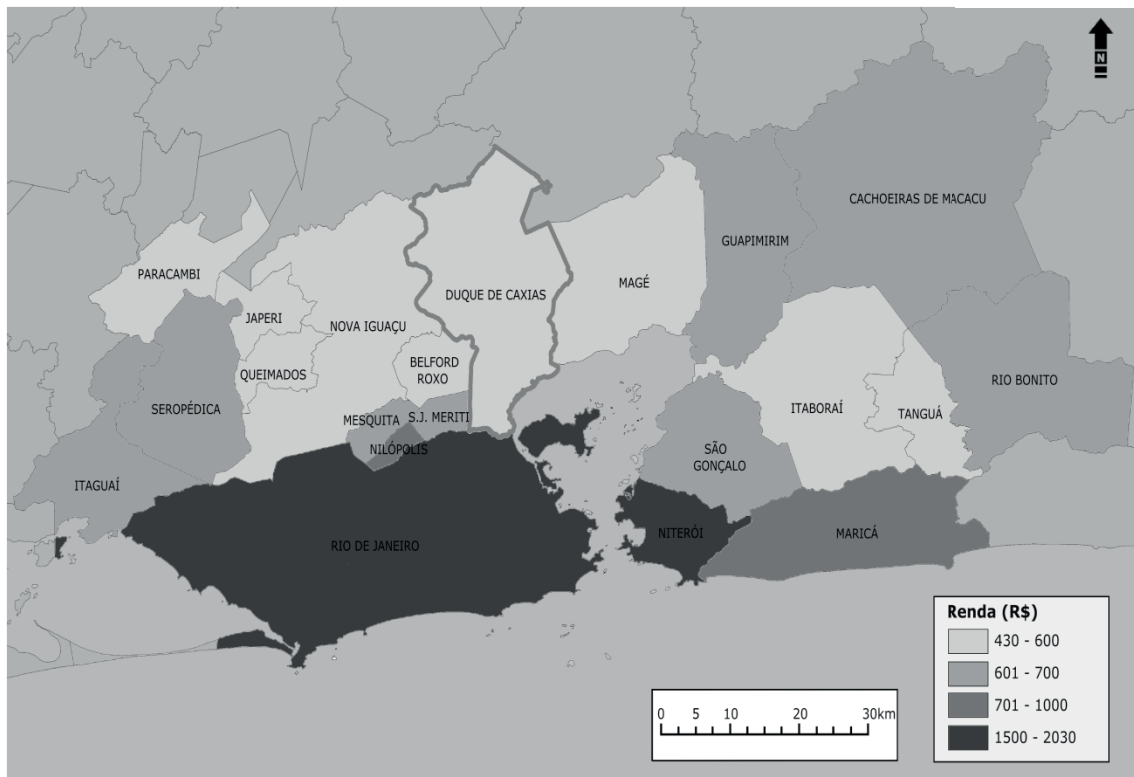 N
CACHOEIRAS DE MACACU
GUAPIMIRIM
PARACAMBI
MAGÉ
DUQUE DE CAXIAS
JAPERI
NOVA IGUAÇU
BELFORD
ROXO
QUEIMADOS
RIO BONITO
SEROPÉDICA
ITABORAÍ
TANGUÁ
MESQUITA
S.J. MERITI
NILÓPOLIS
SÃO
GONÇALO
ITAGUAÍ
RIO DE JANEIRO
NITERÓI
MARICÁ
Renda (R$)
430 - 600
601 - 700
701 - 1000
1500 - 2030
0 5 10 20 30km